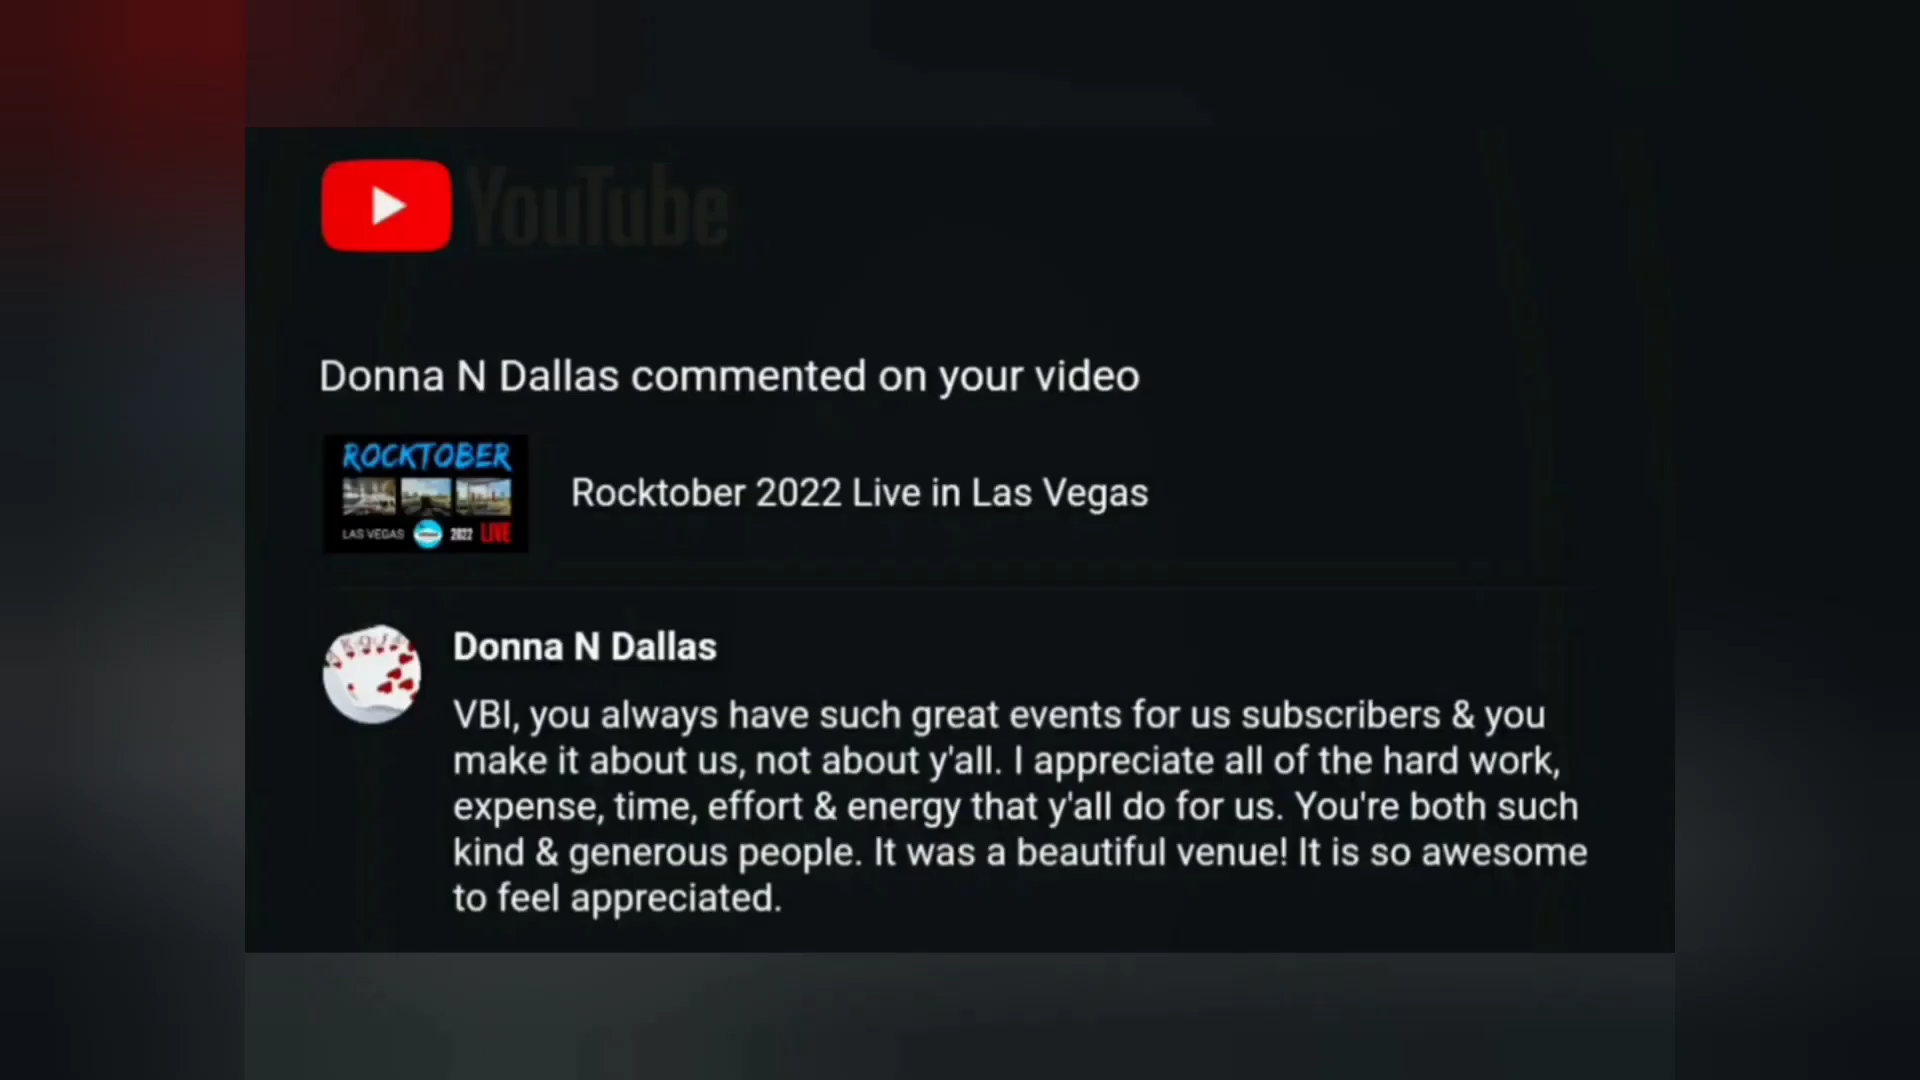 YouTube
Donna N Dallas commented on your video
ROCKTOBER
LAS VEGAS 2022 LIVE
Rocktober 2022 Live in Las Vegas
Donna N Dallas
VBI, you always have such great events for us subscribers & you
make it about us, not about y'all. I appreciate all of the hard work,
expense, time, effort & energy that y'all do for us. You're both such
kind & generous people. It was a beautiful venue! It is so awesome
to feel appreciated.